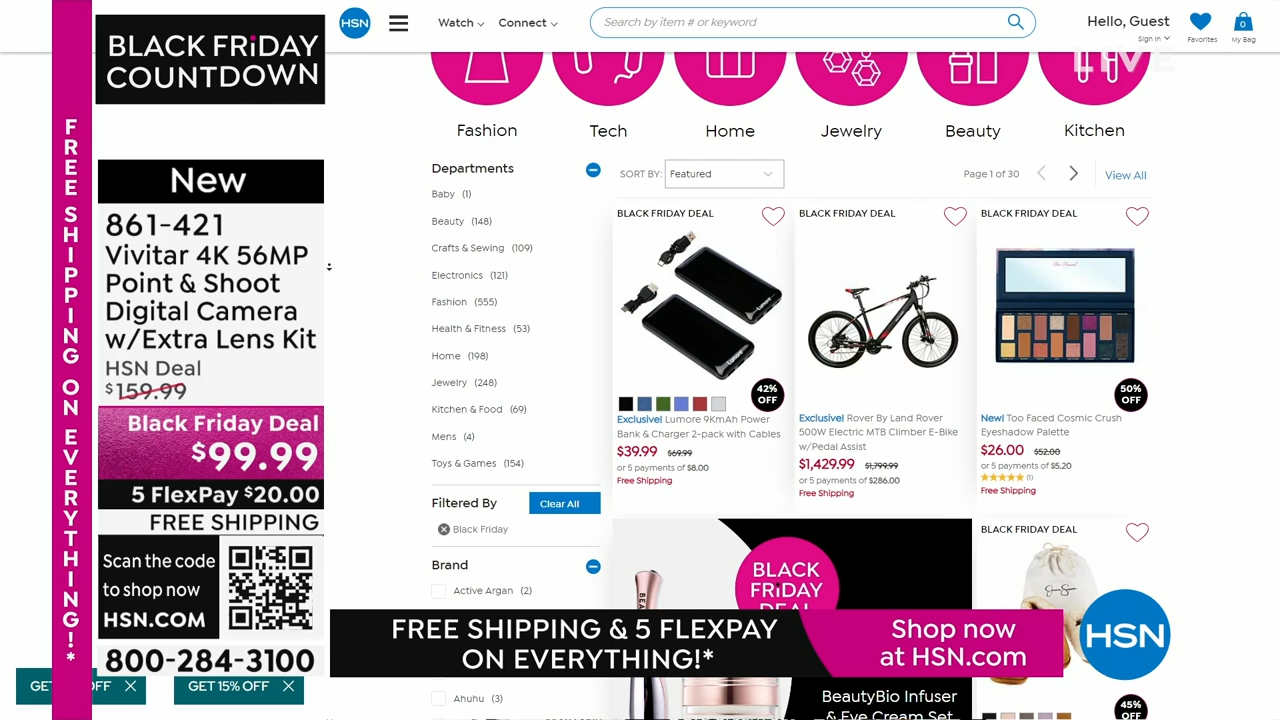 FREE SHIPPING ON EVERYTHING!*
BLACK FRiDAY
COUNTDOWN
New
861-421
Vivitar 4K 56MP
Point & Shoot
Digital Camera
w/Extra Lens Kit
HSN Deal
$159.99
Black Friday Deal
$99.99
5 FlexPay $20.00
FREE SHIPPING
Scan the code
to shop now
HSN.COM
800-284-3100
GET
OFF
GET 15% OFF
HSN
Watch
Connect
Search by item # or keyword
Hello, Guest
Sign in
Favorites
0
My Bag
LIVE
Fashion
Tech
Home
Jewelry
Beauty
Kitchen
Departments
Baby (1)
Beauty (148)
Crafts & Sewing (109)
Electronics (121)
Fashion (555)
Health & Fitness (53)
Home (198)
Jewelry (248)
Kitchen & Food (69)
Mens (4)
Toys & Games (154)
Filtered By
Clear All
Black Friday
Brand
Active Argan (2)
Ahuhu (3)
SORT BY:
Featured
Page 1 of 30
View All
BLACK FRIDAY DEAL
Lumore
Lumore
42%
OFF
Exclusive! Lumore 9KmAh Power
Bank & Charger 2-pack with Cables
$39.99 $69.99
or 5 payments of $8.00
Free Shipping
BLACK FRIDAY DEAL
Exclusive! Rover By Land Rover
500W Electric MTB Climber E-Bike
w/Pedal Assist
$1,429.99 $1,799.99
or 5 payments of $286.00
Free Shipping
BLACK FRIDAY DEAL
50%
OFF
New! Too Faced Cosmic Crush
Eyeshadow Palette
$26.00 $52.00
or 5 payments of $5.20
(1)
Free Shipping
BLACK
FRiDAY
DEAL
BeautyBio Infuser
& Eye Cream Set
BLACK FRIDAY DEAL
45%
OFF
FREE SHIPPING & 5 FLEXPAY
ON EVERYTHING!*
Shop now
at HSN.com
HSN